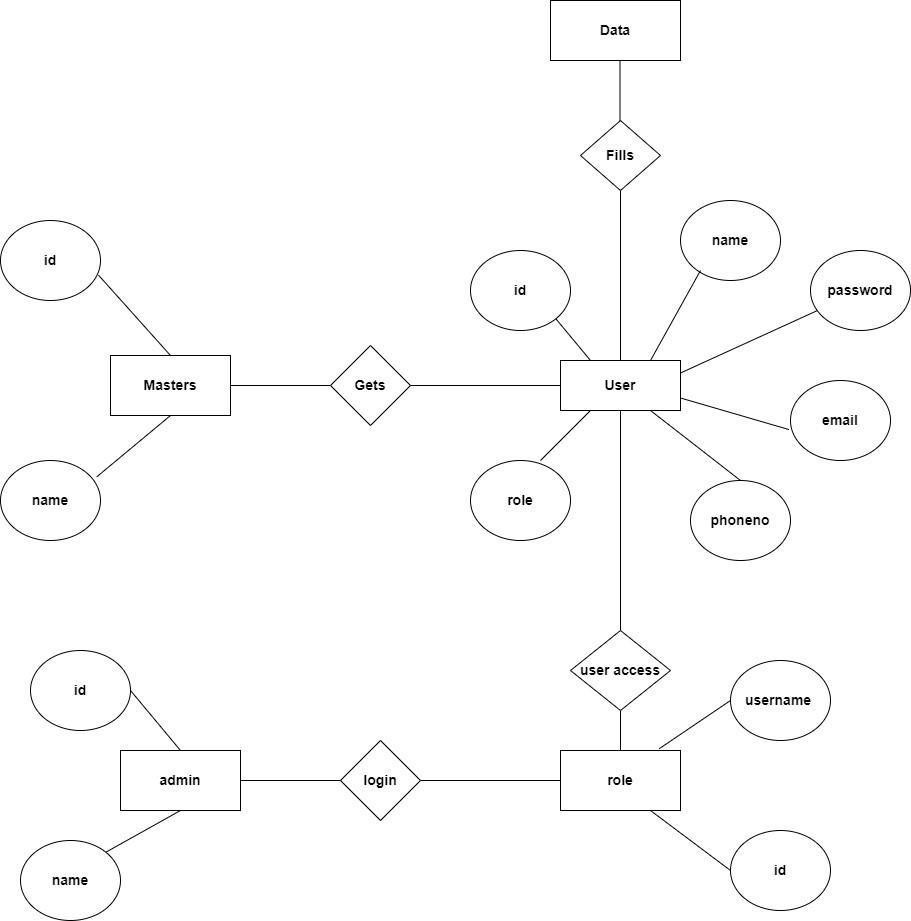 Data
Fills
name
id
id
password
Masters
Gets
User
email
name
role
phoneno
user access
id
username
admin
login
role
name
id